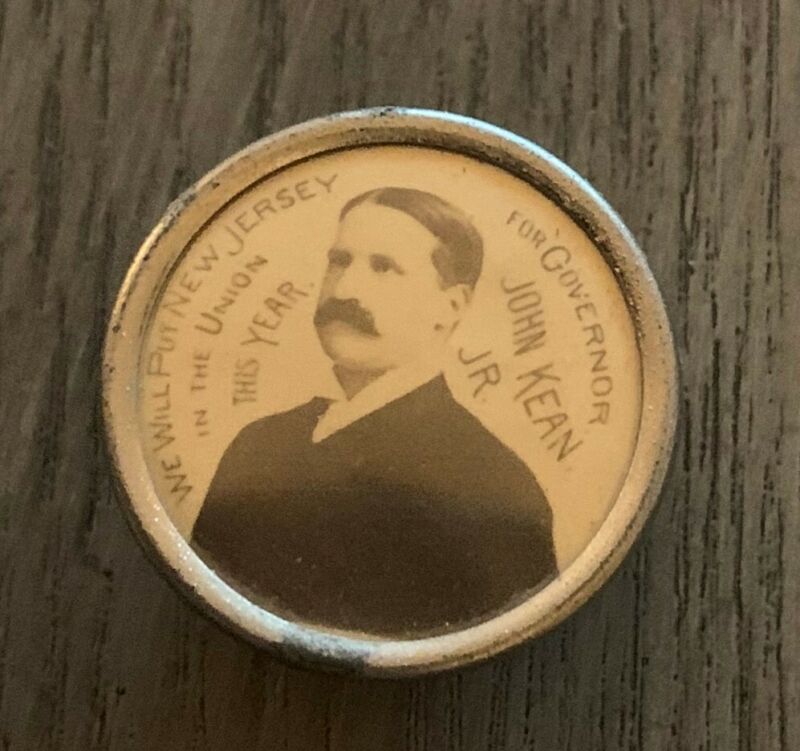 WE WILL PUT NEW JERSEY
IN THE UNION
THIS YEAR.
FOR GOVERNOR
JOHN KEAN
JR.